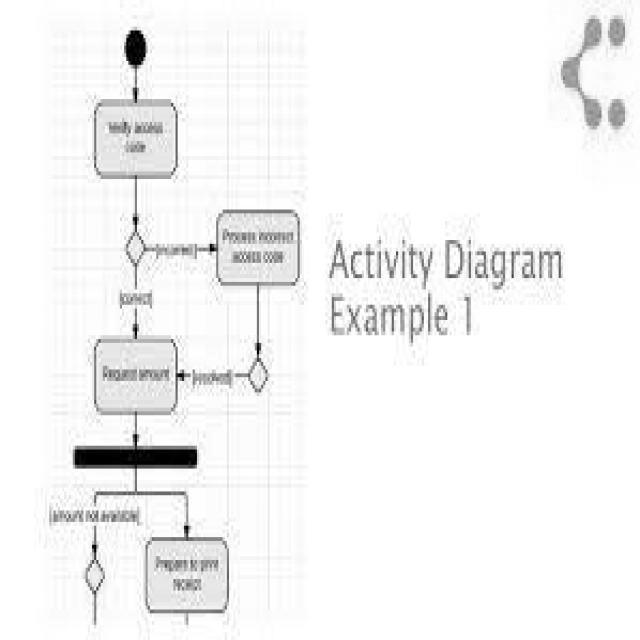 Verify access
code
[incorrect]
Process incorrect
access code
Activity Diagram
Example 1
[correct]
Request amount
[resolved]
[amount not available]
Prepare to print
receipt